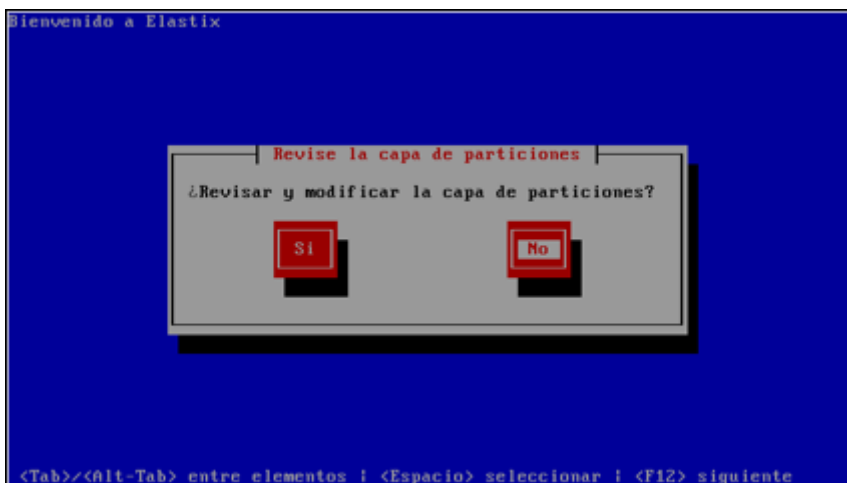 Bienvenido a Elastix
Revise la capa de particiones
¿Revisar y modificar la capa de particiones?
Si No
<Tab>/<Alt-Tab> entre elementos | <Espacio> seleccionar | <F12> siguiente